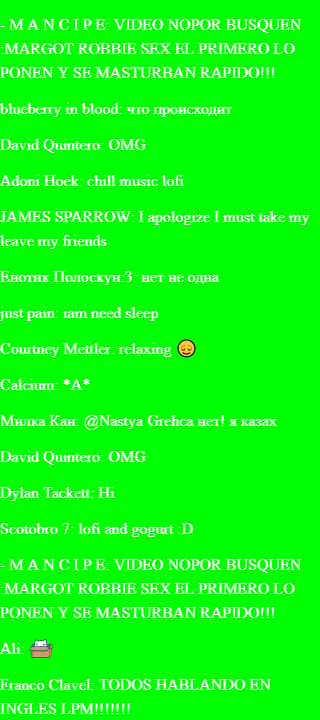 - M A N C I P E: VIDEO NOPOR BUSQUEN
:MARGOT ROBBIE SEX EL PRIMERO LO
PONEN Y SE MASTURBAN RAPIDO!!!
blueberry in blood: что происходит
David Quintero: OMG
Adoni Hoek: chill music lofi
JAMES SPARROW: I apologize I must take my
leave my friends
Енотик Полоскун:3: нет не одна
just pain: iam need sleep
Courtney Mettler: relaxing 😌
Calcium: *A*
Милка Кан: @Nastya Grehca нет! я казах
David Quintero: OMG
Dylan Tackett: Hi
Scotobro 7: lofi and gogurt :D
- M A N C I P E: VIDEO NOPOR BUSQUEN
:MARGOT ROBBIE SEX EL PRIMERO LO
PONEN Y SE MASTURBAN RAPIDO!!!
Ali:
Franco Clavel: TODOS HABLANDO EN
INGLES LPM!!!!!!!